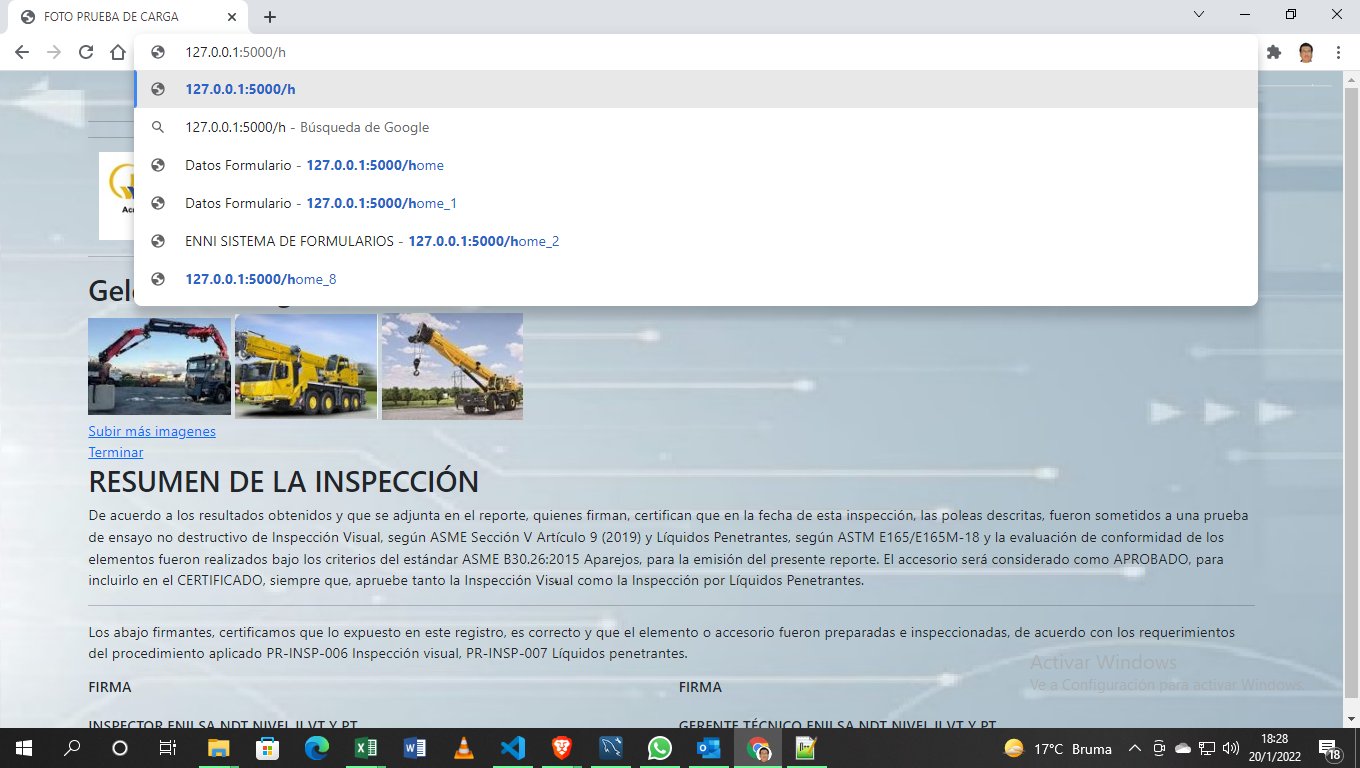 FOTO PRUEBA DE CARGA
127.0.0.1:5000/h
127.0.0.1:5000/h
127.0.0.1:5000/h - Búsqueda de Google
Datos Formulario - 127.0.0.1:5000/home
Datos Formulario - 127.0.0.1:5000/home_1
ENNI SISTEMA DE FORMULARIOS - 127.0.0.1:5000/home_2
127.0.0.1:5000/home_8
Subir más imagenes
Terminar
RESUMEN DE LA INSPECCIÓN
De acuerdo a los resultados obtenidos y que se adjunta en el reporte, quienes firman, certifican que en la fecha de esta inspección, las poleas descritas, fueron sometidos a una prueba
de ensayo no destructivo de Inspección Visual, según ASME Sección V Artículo 9 (2019) y Líquidos Penetrantes, según ASTM E165/E165M-18 y la evaluación de conformidad de los
elementos fueron realizados bajo los criterios del estándar ASME B30.26:2015 Aparejos, para la emisión del presente reporte. El accesorio será considerado como APROBADO, para
incluirlo en el CERTIFICADO, siempre que, apruebe tanto la Inspección Visual como la Inspección por Líquidos Penetrantes.
Los abajo firmantes, certificamos que lo expuesto en este registro, es correcto y que el elemento o accesorio fueron preparadas e inspeccionadas, de acuerdo con los requerimientos
del procedimiento aplicado PR-INSP-006 Inspección visual, PR-INSP-007 Líquidos penetrantes.
Activar Windows
Ve a Configuración para activar Windows.
FIRMA FIRMA
INSPECTOR ENILSA NDT NIVEL II VT Y PT GERENTE TÉCNICO ENILSA NDT NIVEL II VT Y PT
17°C Bruma
18:28
20/1/2022
18